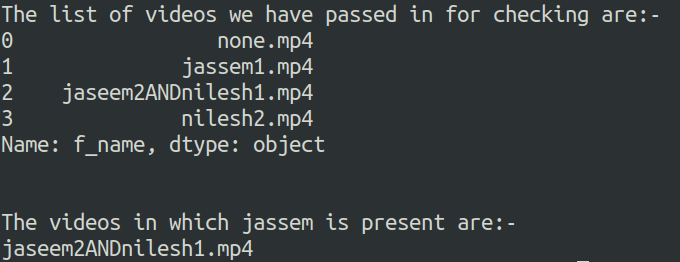 The list of videos we have passed in for checking are:-
0                 none.mp4
1              jassem1.mp4
2    jaseem2ANDnilesh1.mp4
3              nilesh2.mp4
Name: f_name, dtype: object
The videos in which jassem is present are:-
jaseem2ANDnilesh1.mp4